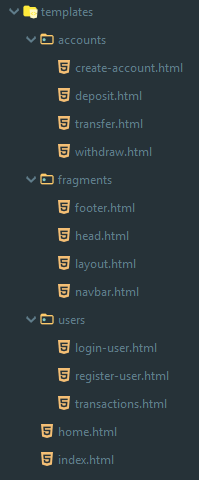 templates
accounts
create-account.html
deposit.html
transfer.html
withdraw.html
fragments
footer.html
head.html
layout.html
navbar.html
users
login-user.html
register-user.html
transactions.html
home.html
index.html